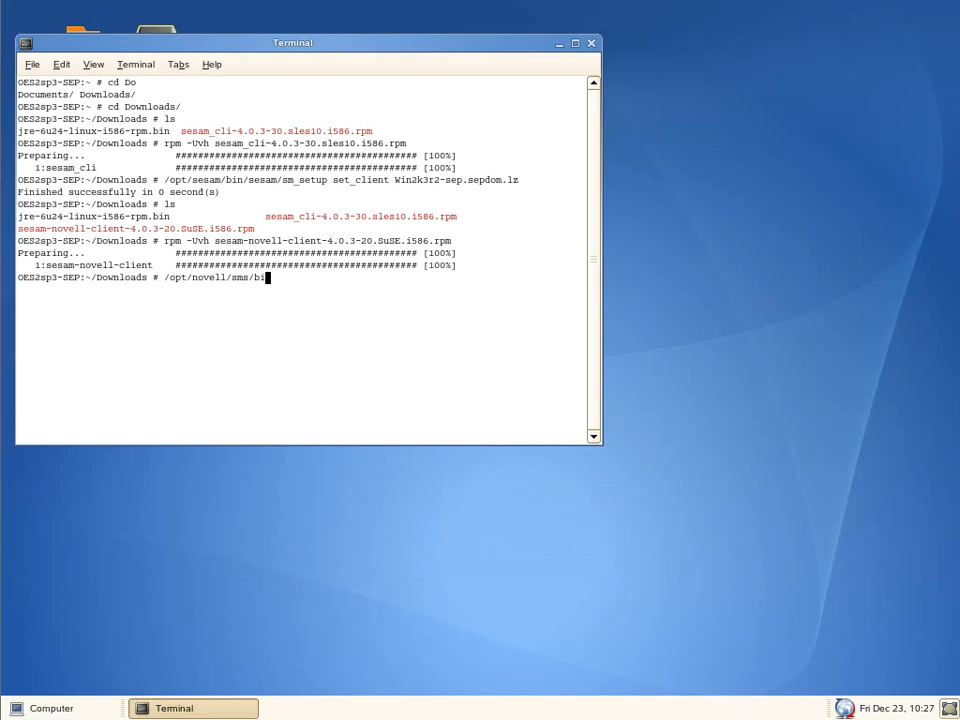 Terminal
File Edit View Terminal Tabs Help
OES2sp3-SEP:~ # cd Do
Documents/ Downloads/
OES2sp3-SEP:~ # cd Downloads/
OES2sp3-SEP:~/Downloads # ls
jre-6u24-linux-i586-rpm.bin  sesam_cli-4.0.3-30.sles10.i586.rpm
OES2sp3-SEP:~/Downloads # rpm -Uvh sesam_cli-4.0.3-30.sles10.i586.rpm
Preparing...                ########################################### [100%]
   1:sesam_cli              ########################################### [100%]
OES2sp3-SEP:~/Downloads # /opt/sesam/bin/sesam/sm_setup set_client Win2k3r2-sep.sepdom.lz
Finished successfully in 0 second(s)
OES2sp3-SEP:~/Downloads # ls
jre-6u24-linux-i586-rpm.bin                sesam_cli-4.0.3-30.sles10.i586.rpm
sesam-novell-client-4.0.3-20.SuSE.i586.rpm
OES2sp3-SEP:~/Downloads # rpm -Uvh sesam-novell-client-4.0.3-20.SuSE.i586.rpm
Preparing...                ########################################### [100%]
   1:sesam-novell-client    ########################################### [100%]
OES2sp3-SEP:~/Downloads # /opt/novell/sms/bi
Computer
Terminal
Fri Dec 23, 10:27